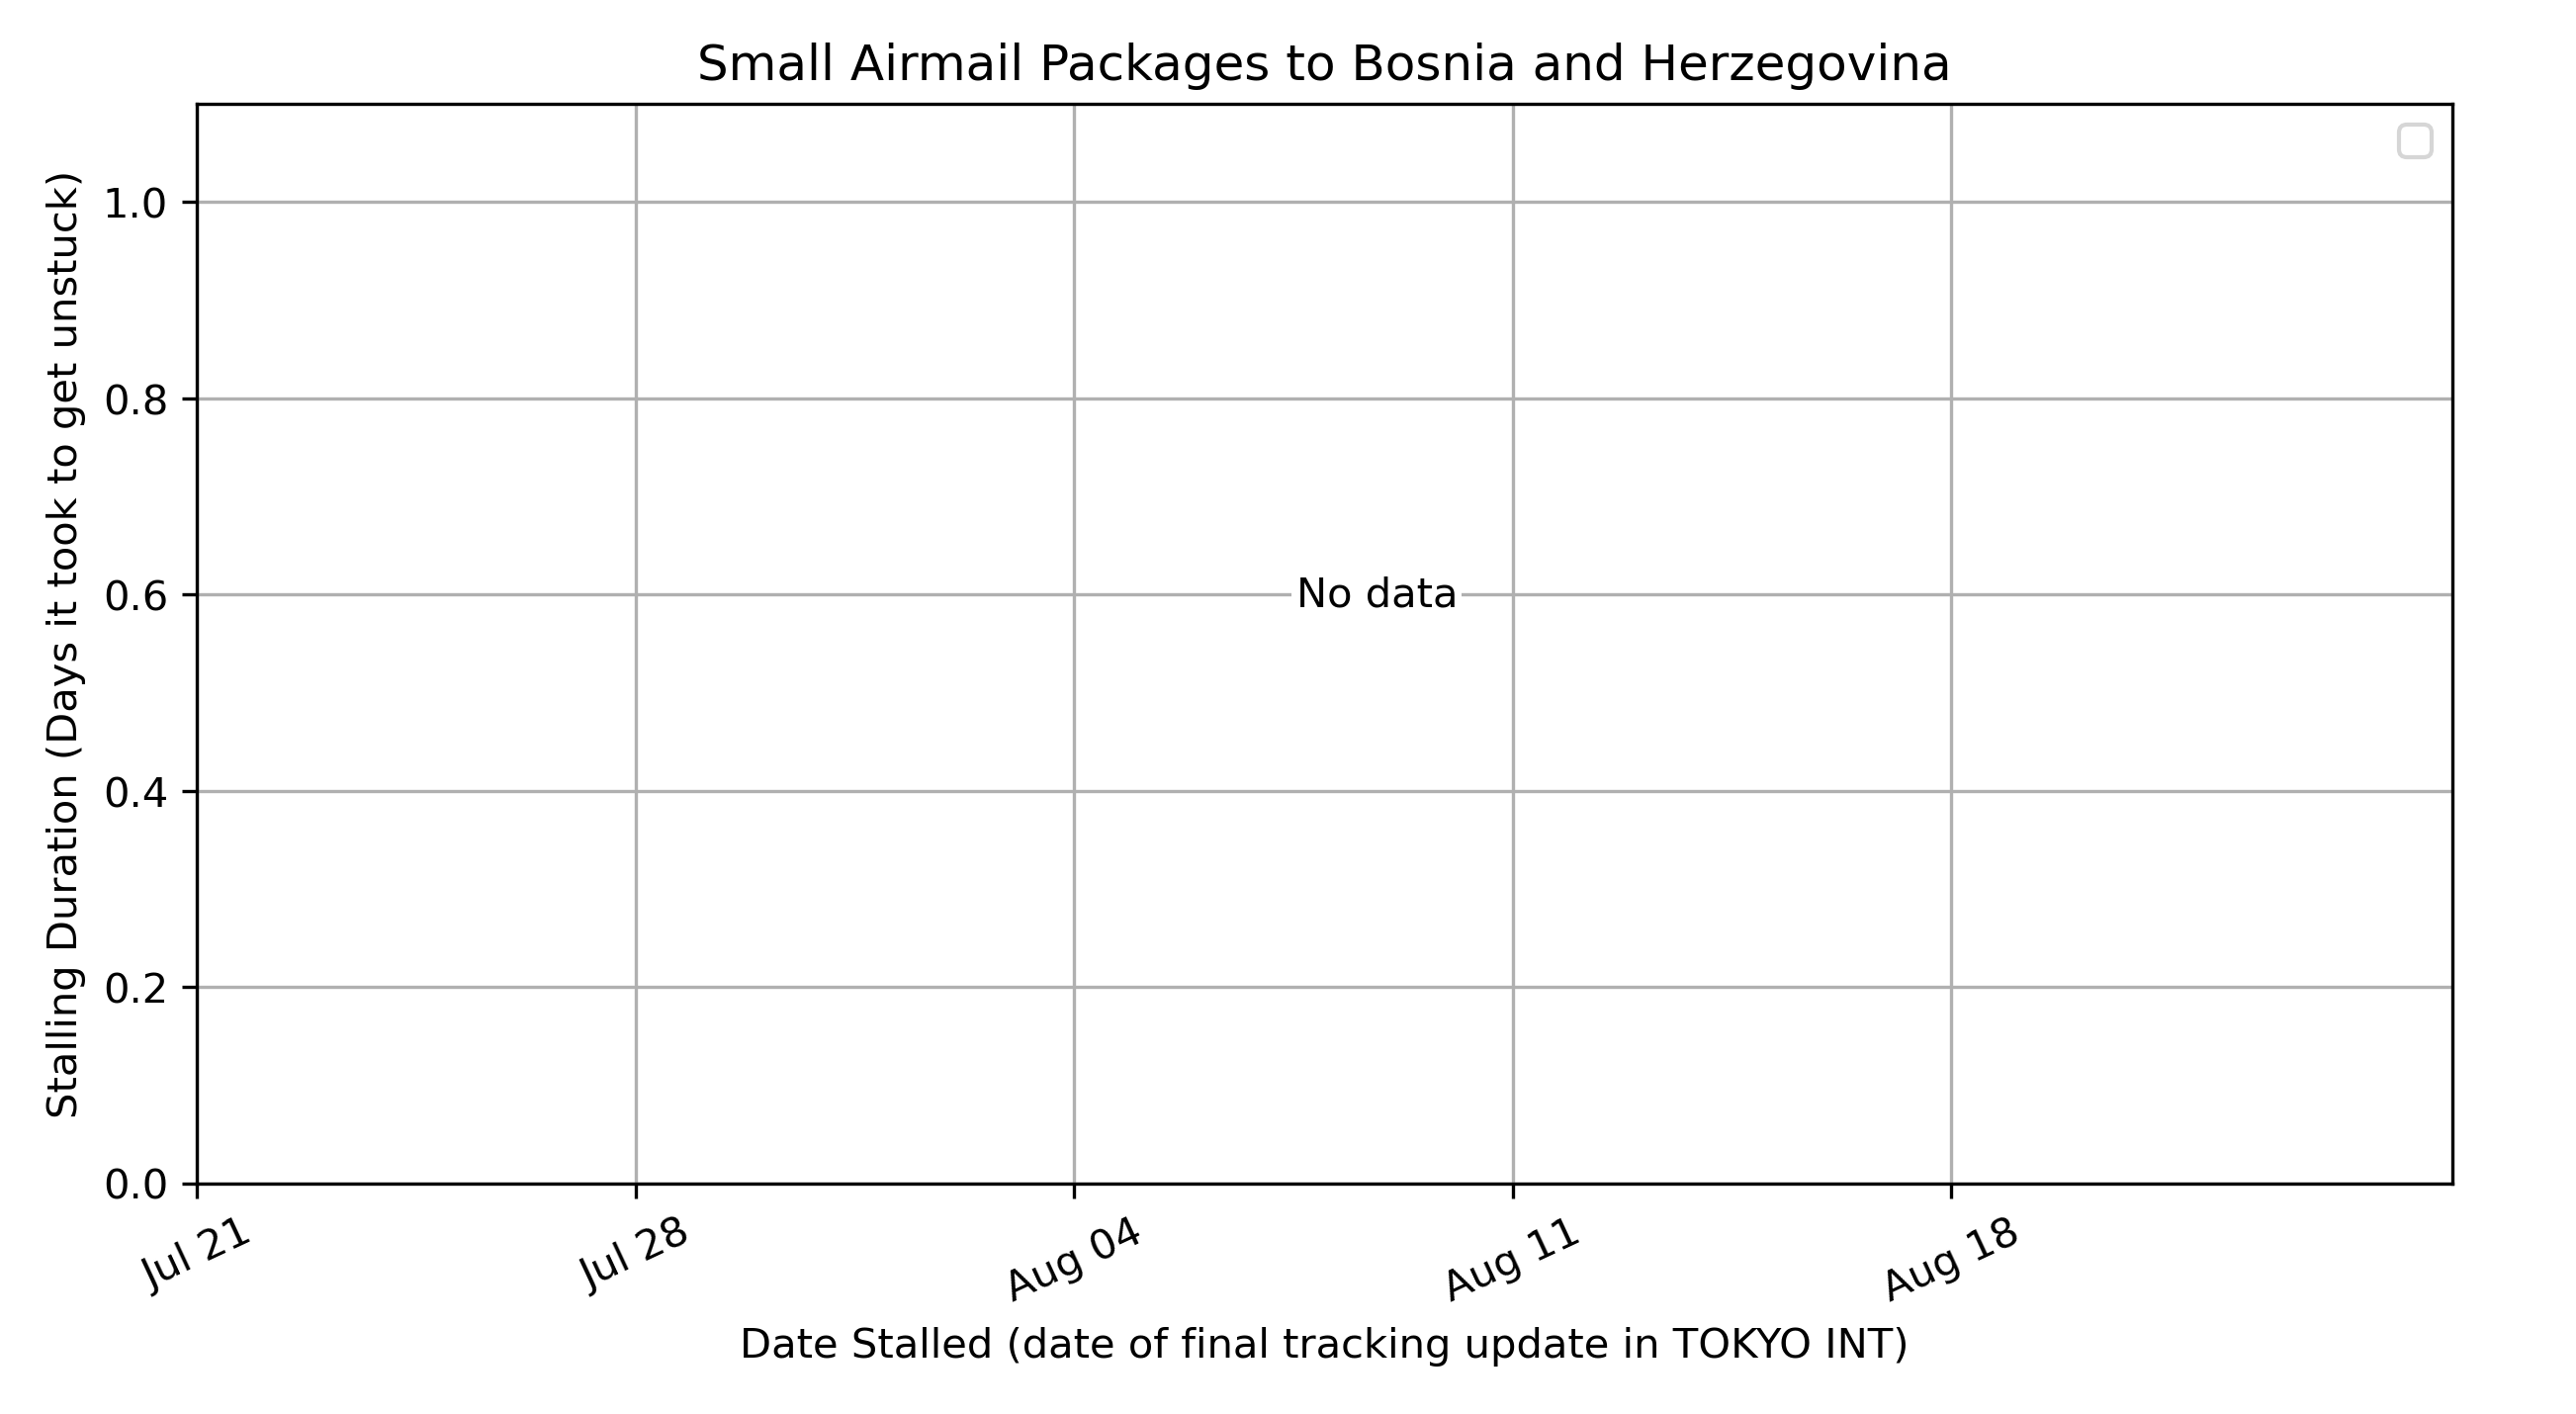 Small Airmail Packages to Bosnia and Herzegovina
Stalling Duration (Days it took to get unstuck)
1.0
0.8
0.6
0.4
0.2
0.0
No data
Jul 21
Jul 28
Aug 04
Aug 11
Aug 18
Date Stalled (date of final tracking update in TOKYO INT)